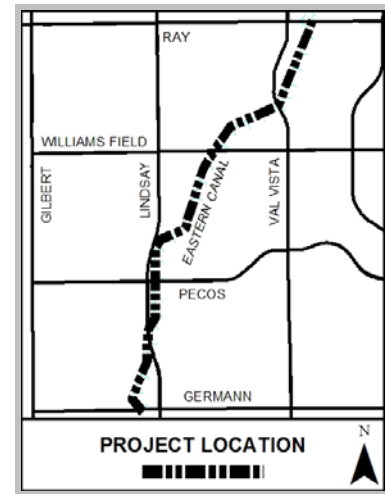 RAY
WILLIAMS FIELD
GILBERT
LINDSAY
EASTERN CANAL
VAL VISTA
PECOS
GERMANN
PROJECT LOCATION
N